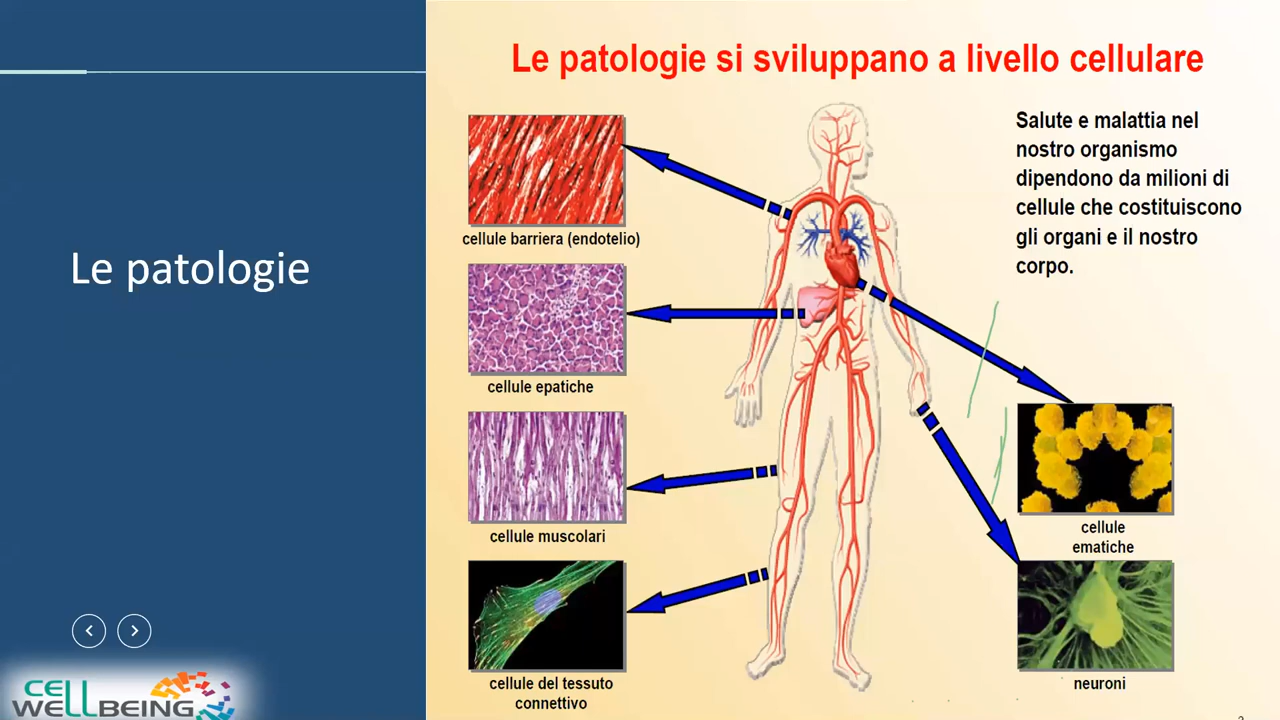 Le patologie
CELL
WELLBEING
Le patologie si sviluppano a livello cellulare
Salute e malattia nel
nostro organismo
dipendono da milioni di
cellule che costituiscono
gli organi e il nostro
corpo.
cellule barriera (endotelio)
cellule epatiche
cellule muscolari
cellule del tessuto
connettivo
cellule
ematiche
neuroni